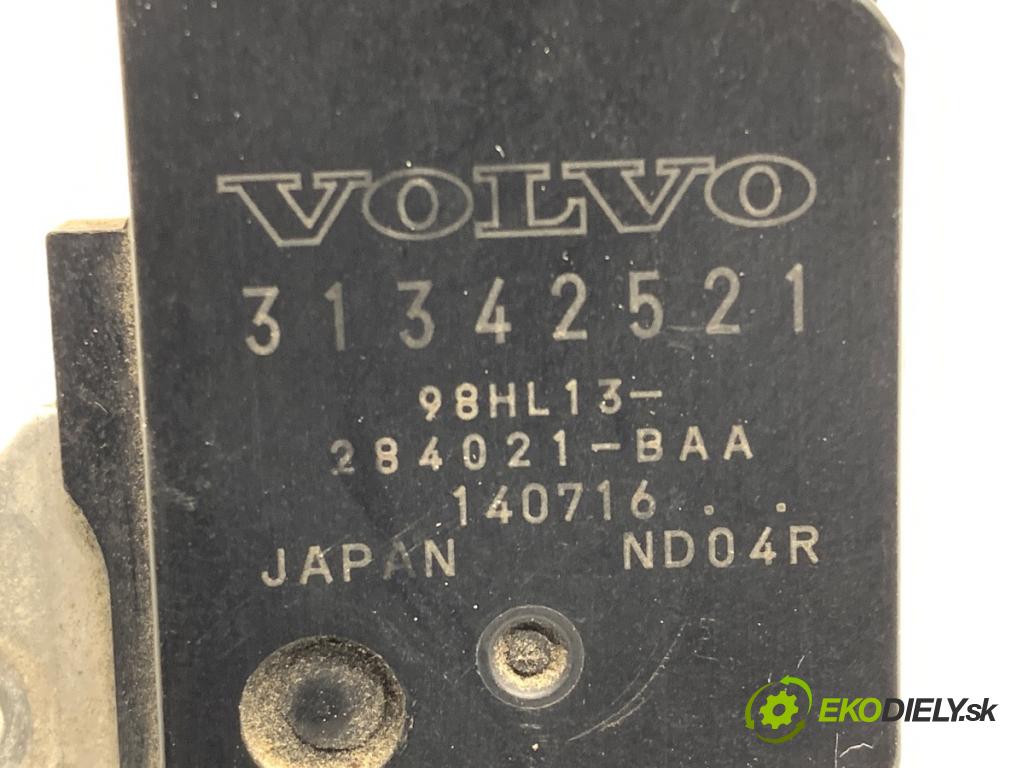 VOLVO
31342521
98HL13-
284021-BAA
140716..
JAPAN ND04R
EKODIELY.sk